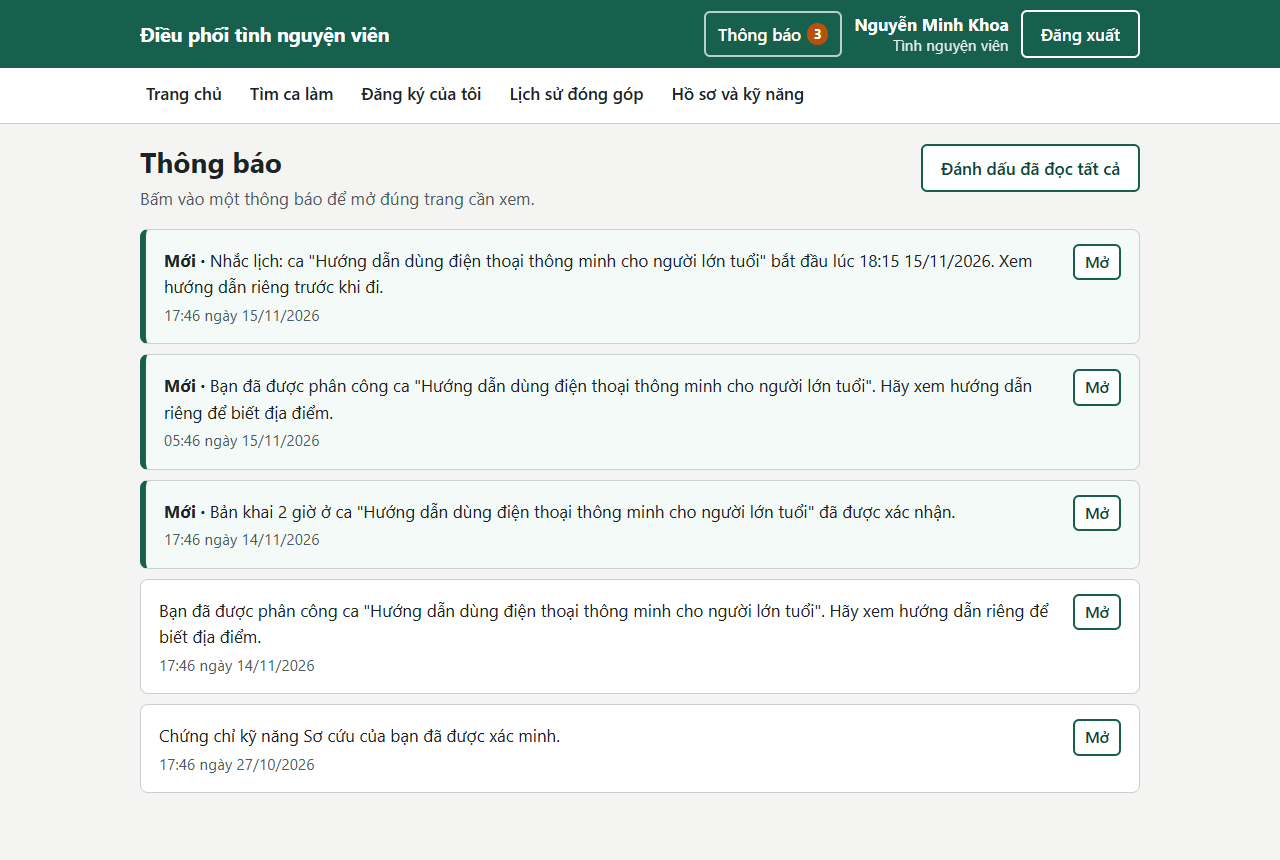 Điều phối tình nguyện viên
Thông báo 3
Nguyễn Minh Khoa
Tình nguyện viên
Đăng xuất
Trang chủ
Tìm ca làm
Đăng ký của tôi
Lịch sử đóng góp
Hồ sơ và kỹ năng
Thông báo
Đánh dấu đã đọc tất cả
Bấm vào một thông báo để mở đúng trang cần xem.
Mới · Nhắc lịch: ca "Hướng dẫn dùng điện thoại thông minh cho người lớn tuổi" bắt đầu lúc 18:15 15/11/2026. Xem
hướng dẫn riêng trước khi đi.
17:46 ngày 15/11/2026
Mở
Mới · Bạn đã được phân công ca "Hướng dẫn dùng điện thoại thông minh cho người lớn tuổi". Hãy xem hướng dẫn
riêng để biết địa điểm.
05:46 ngày 15/11/2026
Mở
Mới · Bản khai 2 giờ ở ca "Hướng dẫn dùng điện thoại thông minh cho người lớn tuổi" đã được xác nhận.
17:46 ngày 14/11/2026
Mở
Bạn đã được phân công ca "Hướng dẫn dùng điện thoại thông minh cho người lớn tuổi". Hãy xem hướng dẫn riêng để
biết địa điểm.
17:46 ngày 14/11/2026
Mở
Chứng chỉ kỹ năng Sơ cứu của bạn đã được xác minh.
17:46 ngày 27/10/2026
Mở